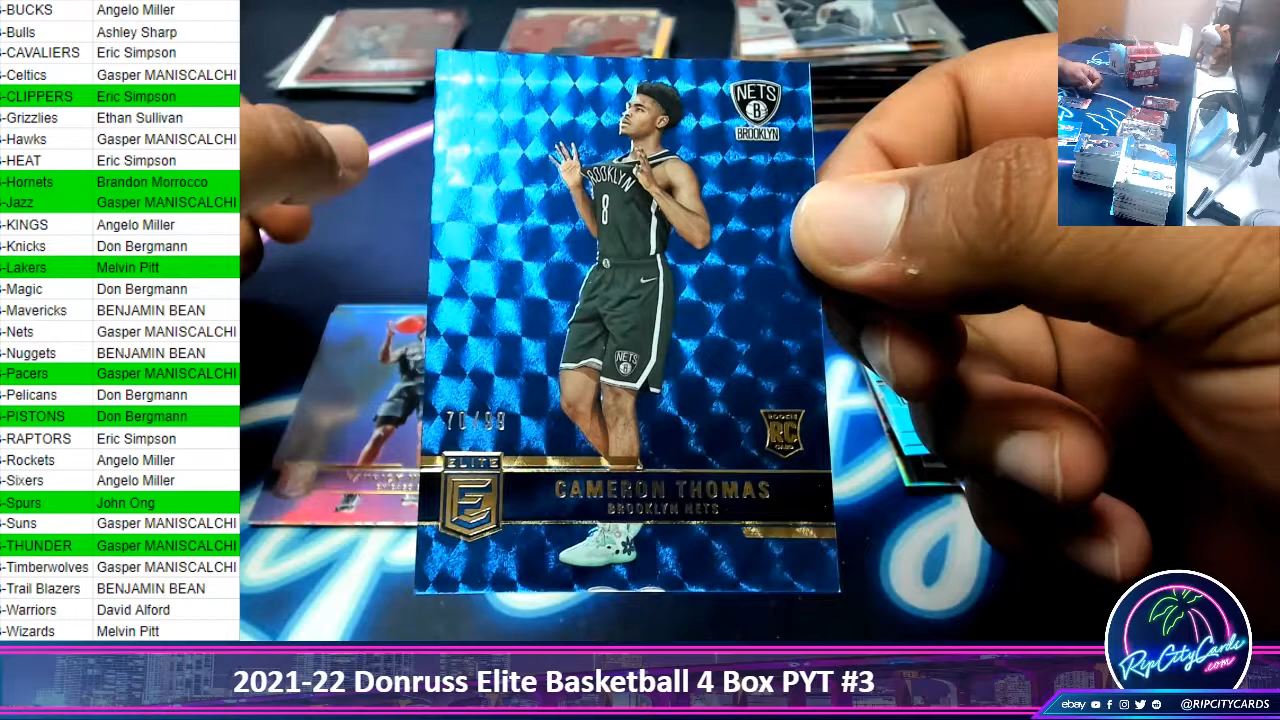 -BUCKS Angelo Miller
-Bulls Ashley Sharp
-CAVALIERS Eric Simpson
-Celtics Gasper MANISCALCHI
-CLIPPERS Eric Simpson
-Grizzlies Ethan Sullivan
-Hawks Gasper MANISCALCHI
-HEAT Eric Simpson
-Hornets Brandon Morrocco
-Jazz Gasper MANISCALCHI
-KINGS Angelo Miller
-Knicks Don Bergmann
-Lakers Melvin Pitt
-Magic Don Bergmann
-Mavericks BENJAMIN BEAN
-Nets Gasper MANISCALCHI
-Nuggets BENJAMIN BEAN
-Pacers Gasper MANISCALCHI
-Pelicans Don Bergmann
-PISTONS Don Bergmann
-RAPTORS Eric Simpson
-Rockets Angelo Miller
-Sixers Angelo Miller
-Spurs John Ong
-Suns Gasper MANISCALCHI
-THUNDER Gasper MANISCALCHI
-Timberwolves Gasper MANISCALCHI
-Trail Blazers BENJAMIN BEAN
-Warriors David Alford
-Wizards Melvin Pitt
NETS
B
BROOKLYN
BROOKLYN
8
NETS
70/99
ROOKIE
RC
CARD
ELITE
E
CAMERON THOMAS
BROOKLYN NETS
RipCityCards
.com
2021-22 Donruss Elite Basketball 4 Box PYT #3
ebay @RIPCITYCARDS